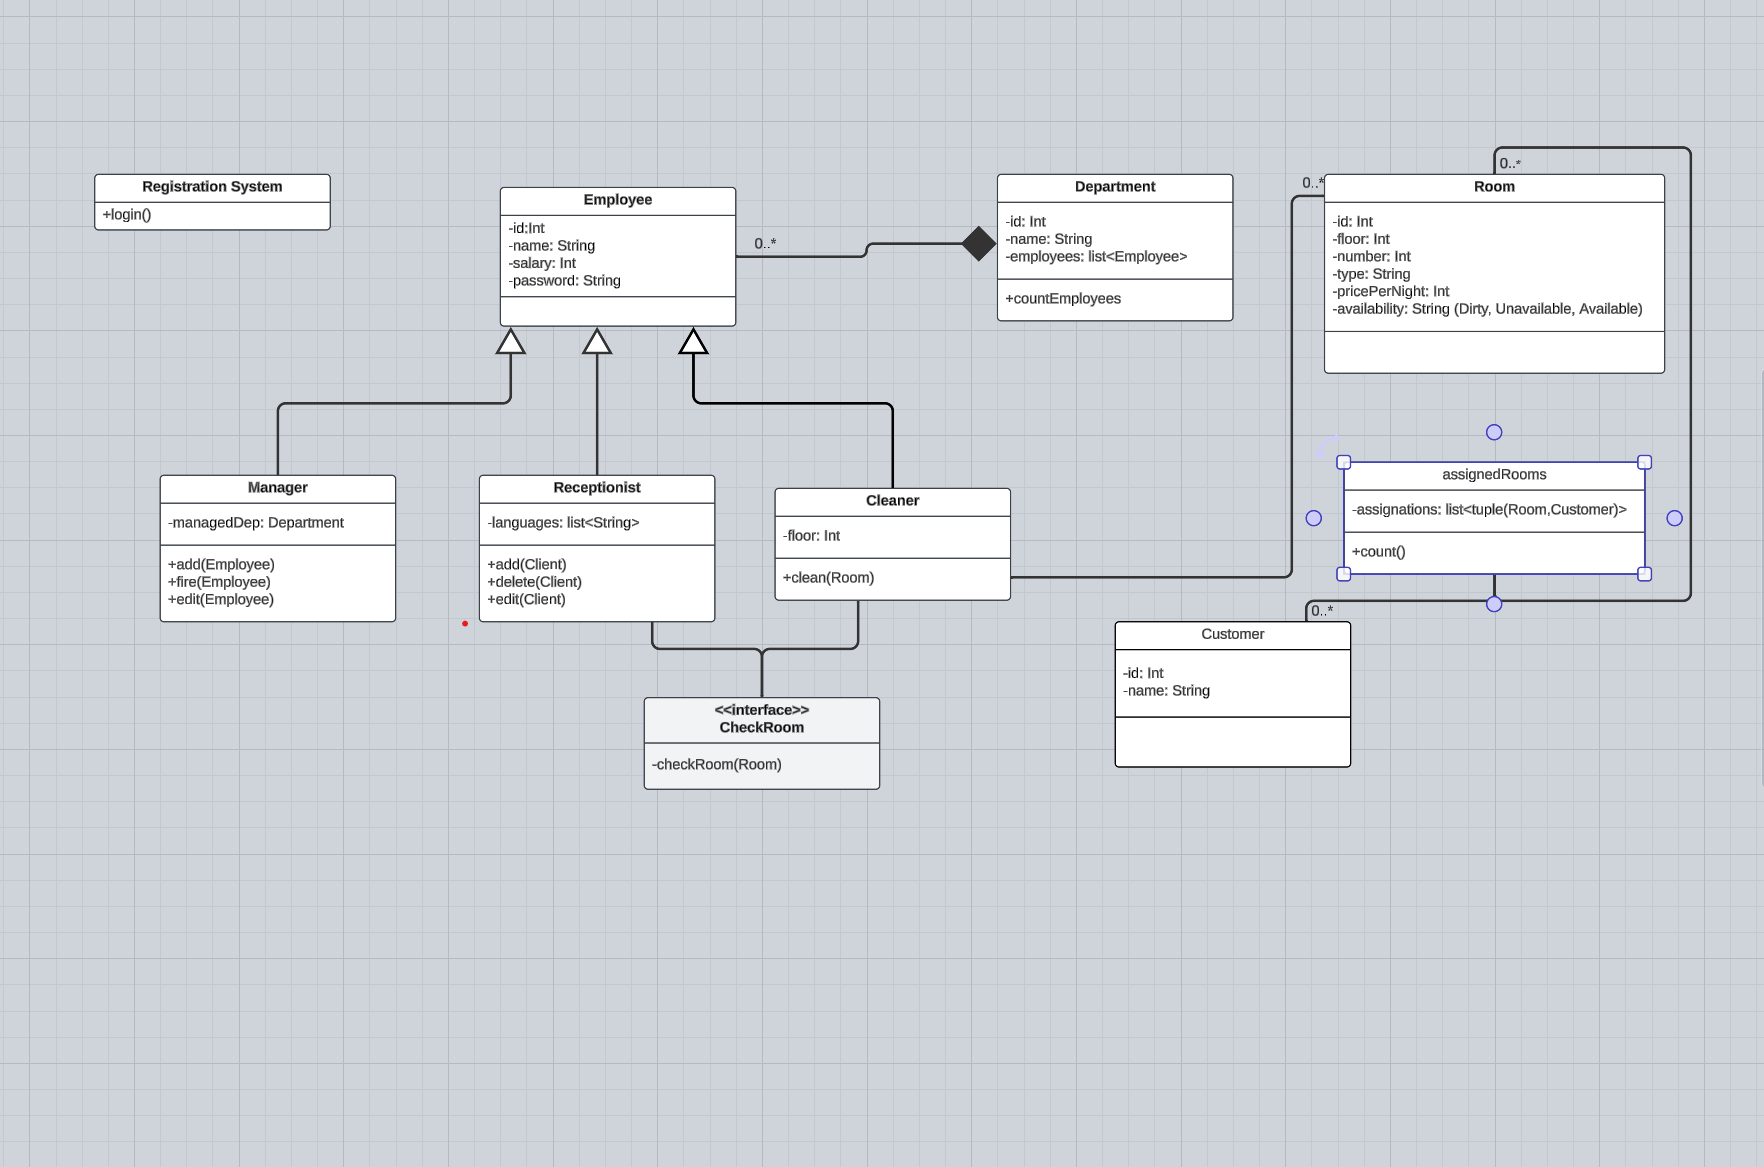 Registration System
+login()
Employee
-id:Int
-name: String
-salary: Int
-password: String
0..*
Department
-id: Int
-name: String
-employees: list<Employee>
+countEmployees
0..*
0..*
Room
-id: Int
-floor: Int
-number: Int
-type: String
-pricePerNight: Int
-availability: String (Dirty, Unavailable, Available)
Manager
-managedDep: Department
+add(Employee)
+fire(Employee)
+edit(Employee)
Receptionist
-languages: list<String>
+add(Client)
+delete(Client)
+edit(Client)
Cleaner
-floor: Int
+clean(Room)
assignedRooms
-assignations: list<tuple(Room,Customer)>
+count()
0..*
Customer
-id: Int
-name: String
<<interface>>
CheckRoom
-checkRoom(Room)